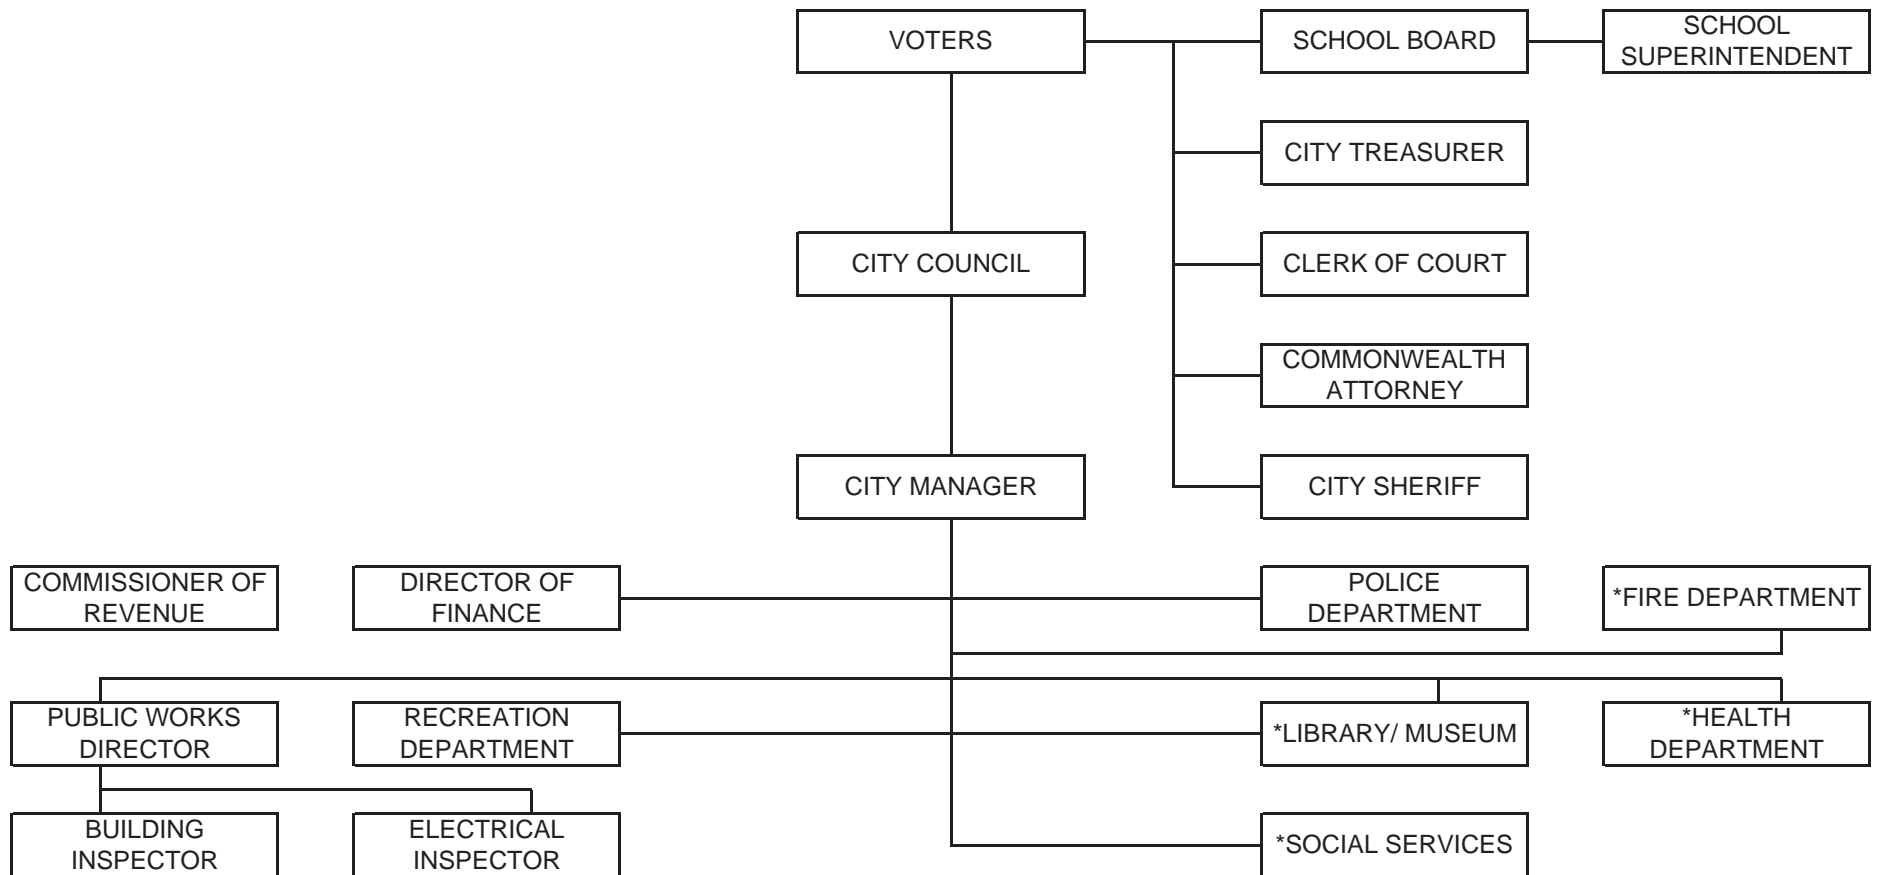 VOTERS
SCHOOL BOARD
SCHOOL
SUPERINTENDENT
CITY TREASURER
CITY COUNCIL
CLERK OF COURT
COMMONWEALTH
ATTORNEY
CITY MANAGER
CITY SHERIFF
COMMISSIONER OF
REVENUE
DIRECTOR OF
FINANCE
POLICE
DEPARTMENT
*FIRE DEPARTMENT
PUBLIC WORKS
DIRECTOR
RECREATION
DEPARTMENT
*LIBRARY/ MUSEUM
*HEALTH
DEPARTMENT
BUILDING
INSPECTOR
ELECTRICAL
INSPECTOR
*SOCIAL SERVICES